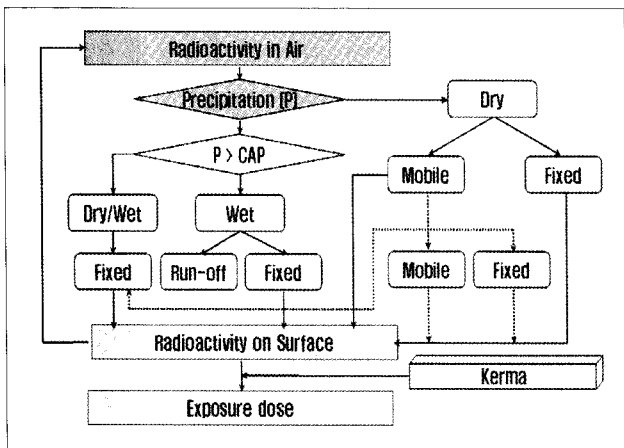 Radioactivity in Air
Precipitation [P]
Dry
P > CAP
Mobile
Fixed
Dry/Wet
Wet
Fixed
Run-off
Fixed
Mobile
Fixed
Radioactivity on Surface
Kerma
Exposure dose